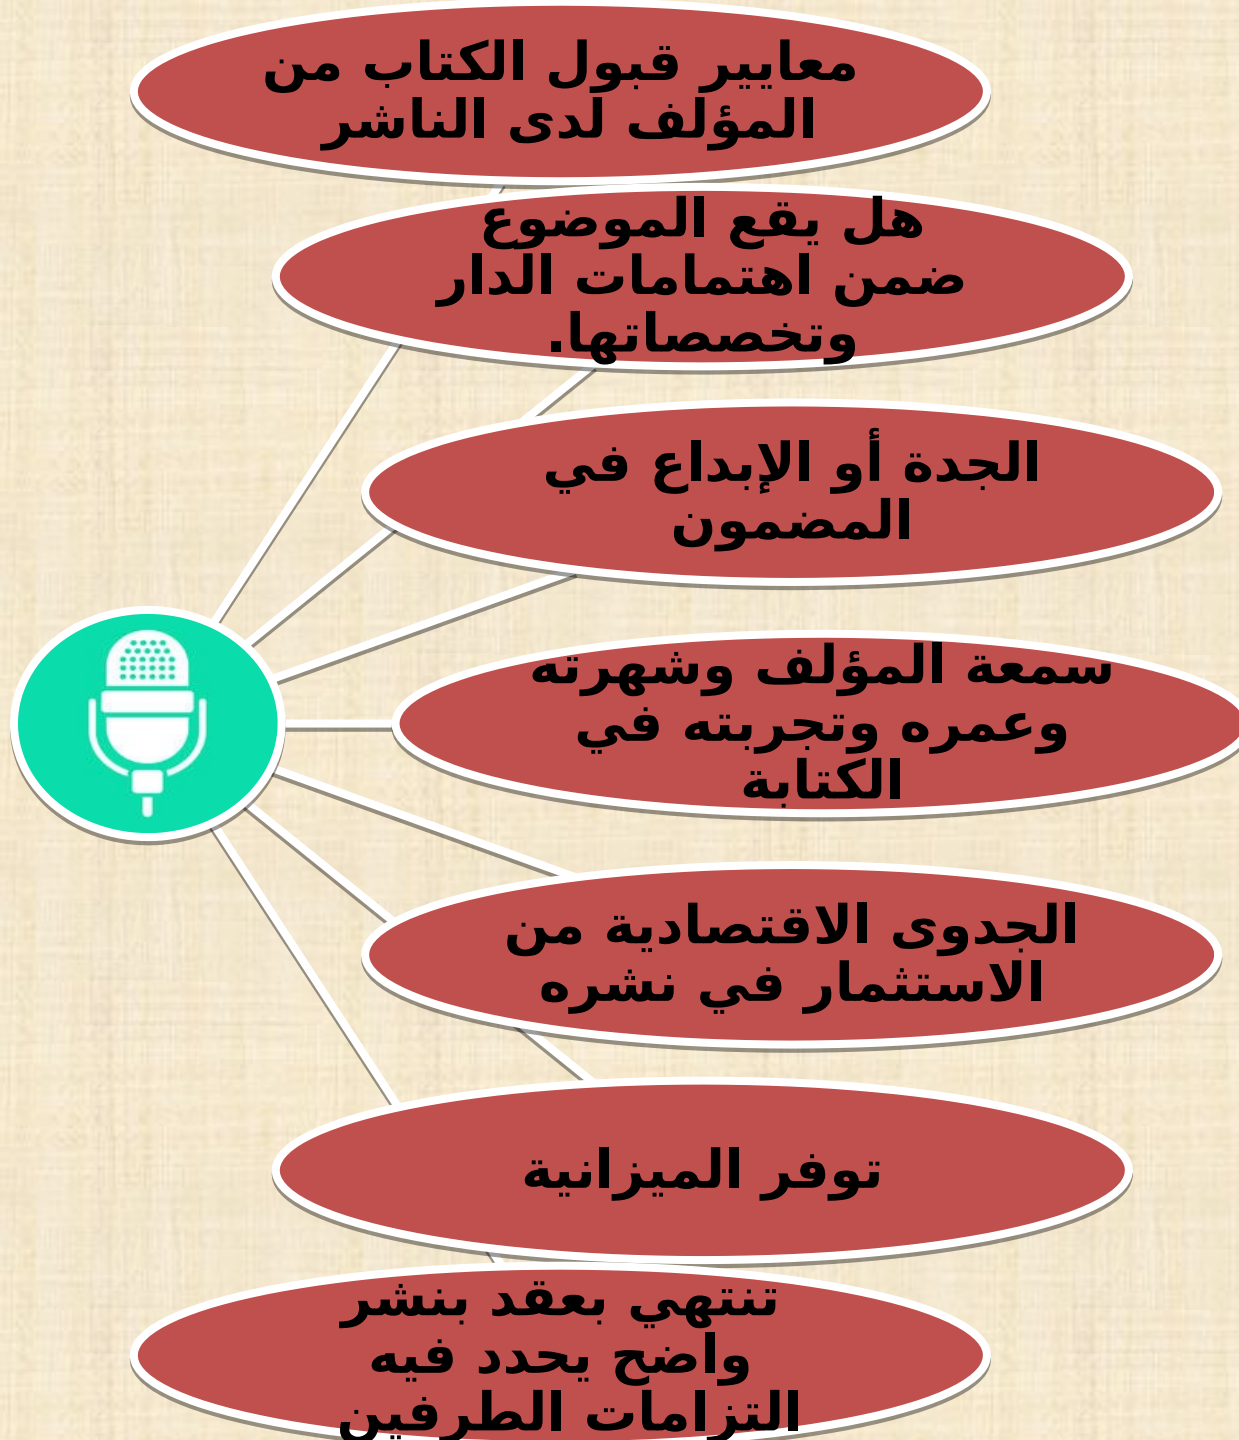 معايير قبول الكتاب من
المؤلف لدى الناشر
هل يقع الموضوع
ضمن اهتمامات الدار
وتخصصاتها.
الجدة أو الإبداع في
المضمون
سمعة المؤلف وشهرته
وعمره وتجربته في
الكتابة
الجدوى الاقتصادية من
الاستثمار في نشره
توفر الميزانية
تنتهي بعقد بنشر
واضح يحدد فيه
التزامات الطرفين